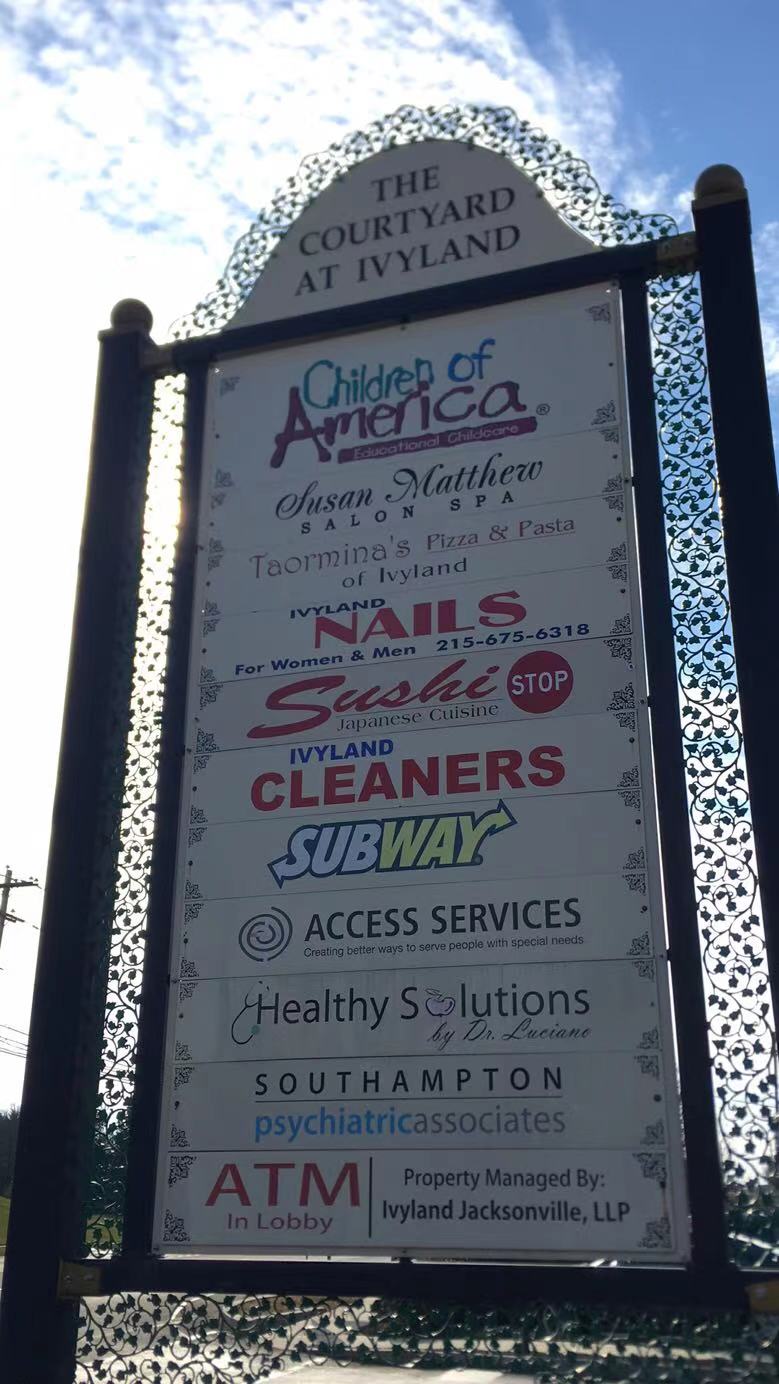 THE
COURTYARD
AT IVYLAND
Children of
America®
Educational Childcare
Susan Matthew
SALON SPA
Taormina's Pizza & Pasta
of Ivyland
IVYLAND
NAILS
For Women & Men 215-675-6318
Sushi STOP
Japanese Cuisine
IVYLAND
CLEANERS
SUBWAY
ACCESS SERVICES
Creating better ways to serve people with special needs
Healthy Solutions
by Dr. Luciano
SOUTHAMPTON
psychiatricassociates
ATM
In Lobby
Property Managed By:
Ivyland Jacksonville, LLP